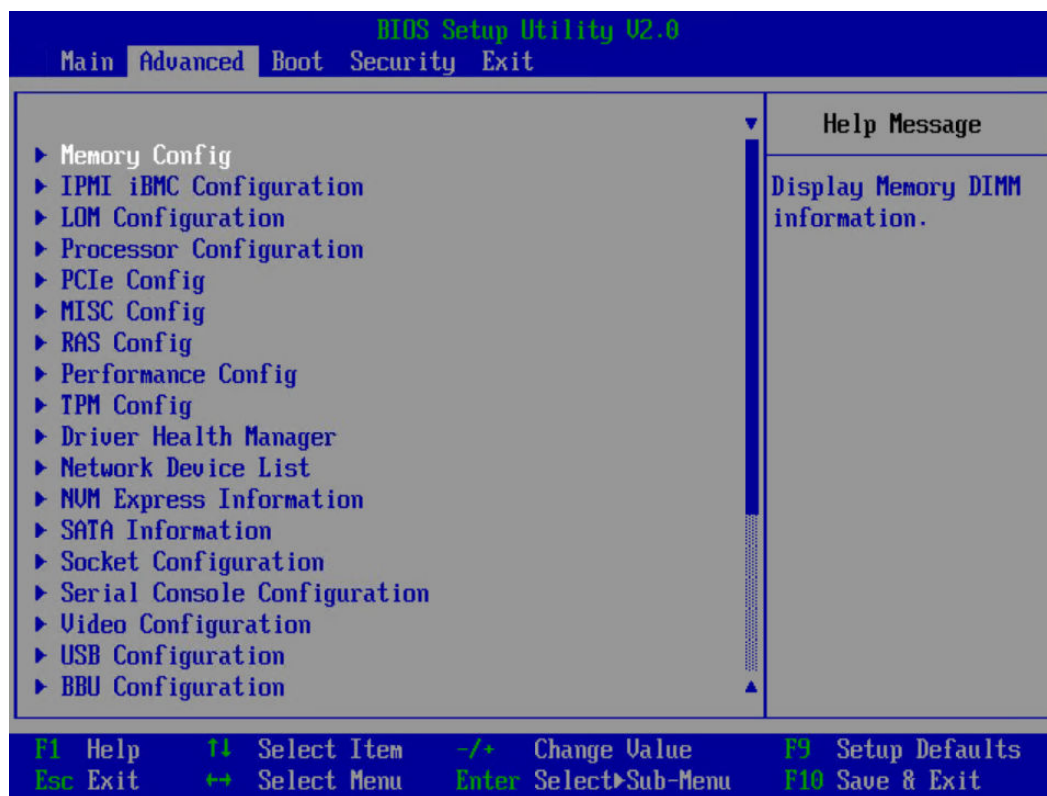 BIOS Setup Utility V2.0
Main Advanced Boot Security Exit
Help Message
Display Memory DIMM
information.
Memory Config
IPMI iBMC Configuration
LOM Configuration
Processor Configuration
PCIe Config
MISC Config
RAS Config
Performance Config
TPM Config
Driver Health Manager
Network Device List
NVM Express Information
SATA Information
Socket Configuration
Serial Console Configuration
Video Configuration
USB Configuration
BBU Configuration
F1 Help ↑↓ Select Item -/+ Change Value F9 Setup Defaults
Esc Exit ↔ Select Menu Enter Select▶Sub-Menu F10 Save & Exit